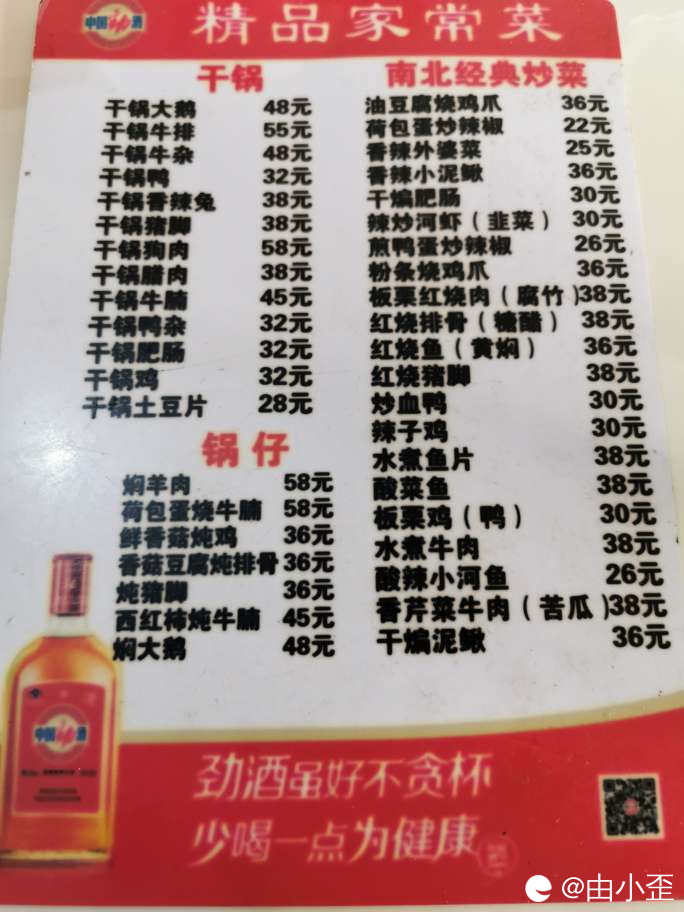 中国劲酒
精品家常菜
干锅
干锅大鹅 48元
干锅牛排 55元
干锅牛杂 48元
干锅鸭 32元
干锅香辣兔 38元
干锅猪脚 38元
干锅狗肉 58元
干锅腊肉 38元
干锅牛腩 45元
干锅鸭杂 32元
干锅肥肠 32元
干锅鸡 32元
干锅土豆片 28元
锅仔
焖羊肉 58元
荷包蛋烧牛腩 58元
鲜香菇炖鸡 36元
香菇豆腐炖排骨 36元
炖猪脚 36元
西红柿炖牛腩 45元
焖大鹅 48元
南北经典炒菜
油豆腐烧鸡爪 36元
荷包蛋炒辣椒 22元
香辣外婆菜 25元
香辣小泥鳅 36元
干煸肥肠 30元
辣炒河虾（韭菜） 30元
煎鸭蛋炒辣椒 26元
粉条烧鸡爪 36元
板栗红烧肉（腐竹） 38元
红烧排骨（糖醋） 38元
红烧鱼（黄焖） 36元
红烧猪脚 38元
炒血鸭 30元
辣子鸡 30元
水煮鱼片 38元
酸菜鱼 38元
板栗鸡（鸭） 30元
水煮牛肉 38元
酸辣小河鱼 26元
香芹菜牛肉（苦瓜） 38元
干煸泥鳅 36元
中国劲酒
劲酒虽好不贪杯
少喝一点为健康
@由小歪